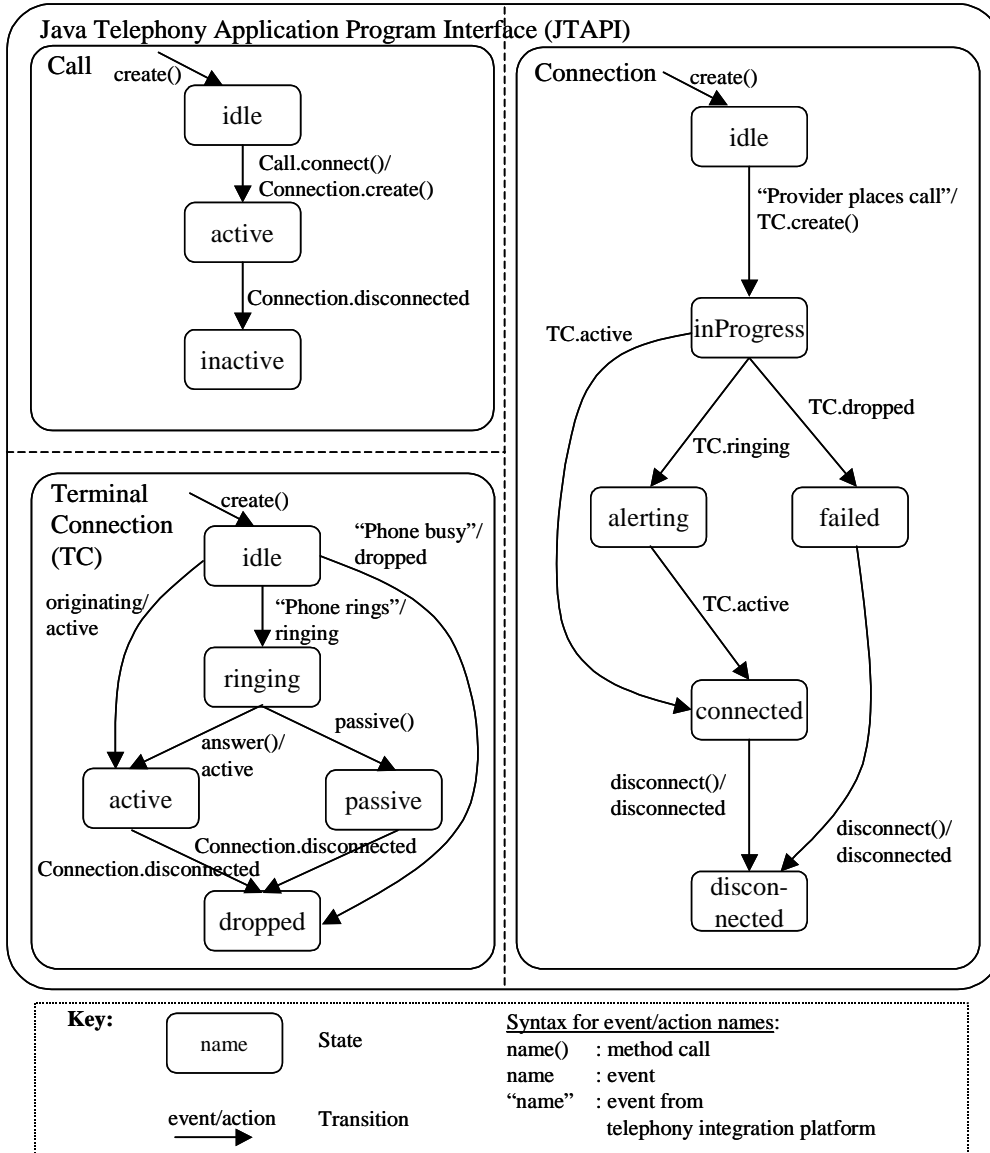 Java Telephony Application Program Interface (JTAPI)
Call
create()
idle
Call.connect()/
Connection.create()
active
Connection.disconnected
inactive
Terminal
Connection
(TC)
create()
idle
“Phone busy”/
dropped
originating/
active
“Phone rings”/
ringing
ringing
answer()/
active
passive()
active
passive
Connection.disconnected
Connection.disconnected
dropped
Connection
create()
idle
“Provider places call”/
TC.create()
inProgress
TC.active
TC.dropped
TC.ringing
alerting
failed
TC.active
connected
disconnect()/
disconnected
disconnect()/
disconnected
discon-
nected
Key:
name
State
event/action
Transition
Syntax for event/action names:
name() : method call
name : event
“name” : event from
telephony integration platform